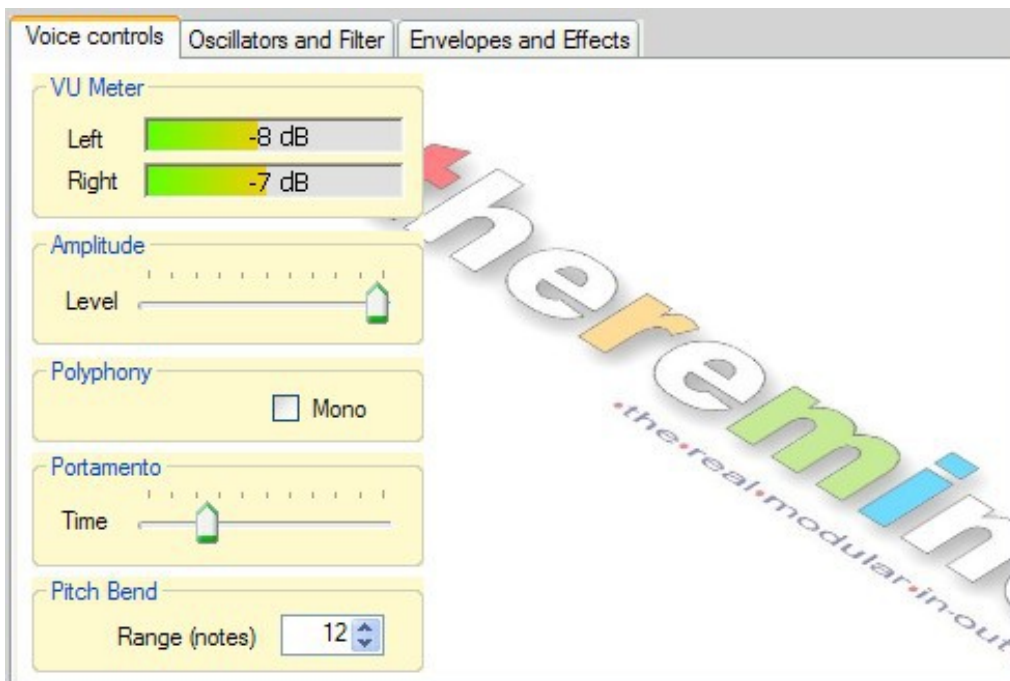 Voice controls
Oscillators and Filter
Envelopes and Effects
VU Meter
Left
-8 dB
Right
-7 dB
Amplitude
Level
Polyphony
Mono
Portamento
Time
Pitch Bend
Range (notes)
12
theremino
•the•real•modular•in-out